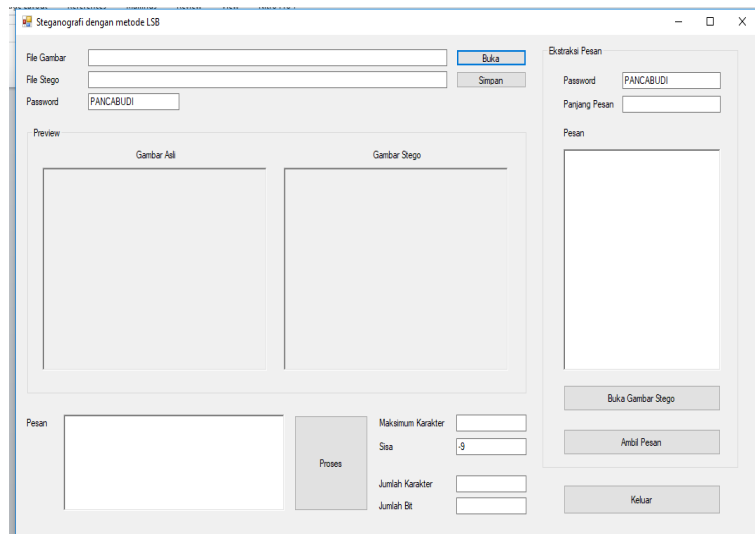 Steganografi dengan metode LSB
File Gambar
Buka
File Stego
Simpan
Password
PANCABUDI
Preview
Gambar Asli
Gambar Stego
Pesan
Proses
Maksimum Karakter
Sisa
-9
Jumlah Karakter
Jumlah Bit
Ekstraksi Pesan
Password
PANCABUDI
Panjang Pesan
Pesan
Buka Gambar Stego
Ambil Pesan
Keluar